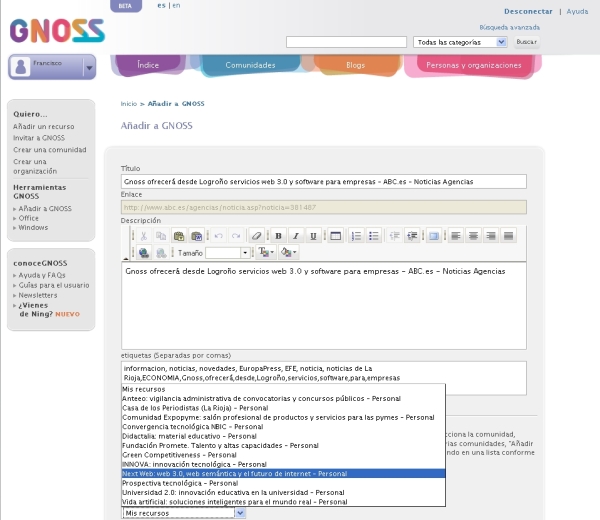 BETA
es | en
Desconectar | Ayuda
GNOSS
Búsqueda avanzada
Todas las categorías
Buscar
Francisco
Índice
Comunidades
Blogs
Personas y organizaciones
Inicio > Añadir a GNOSS
Añadir a GNOSS
Quiero...
Añadir un recurso
Invitar a GNOSS
Crear una comunidad
Crear una
organización
Herramientas
GNOSS
Añadir a GNOSS
Office
Windows
conoceGNOSS
Ayuda y FAQs
Guías para el usuario
Newsletters
¿Vienes
de Ning? NUEVO
Título
Gnoss ofrecerá desde Logroño servicios web 3.0 y software para empresas - ABC.es - Noticias Agencias
Enlace
http://www.abc.es/agencias/noticia.asp?noticia=381487
Descripción
B I U
Tamaño
Gnoss ofrecerá desde Logroño servicios web 3.0 y software para empresas - ABC.es - Noticias Agencias
etiquetas (Separadas por comas)
informacion, noticias, novedades, EuropaPress, EFE, noticia, noticias de La
Rioja,ECONOMIA,Gnoss,ofrecerá,desde,Logroño,servicios,software,para,empresas
Mis recursos
Anteeo: vigilancia administrativa de convocatorias y concursos públicos - Personal
Casa de los Periodistas (La Rioja) - Personal
Comunidad Expopyme: salón profesional de productos y servicios para las pymes - Personal
Convergencia tecnológica NBIC - Personal
Didactalia: material educativo - Personal
Fundación Promete. Talento y altas capacidades - Personal
Green Competitiveness - Personal
INNOVA: innovación tecnológica - Personal
Next Web: web 3.0, web semántica y el futuro de internet - Personal
Prospectiva tecnológica - Personal
Universidad 2.0: innovación educativa en la universidad - Personal
Vida artificial: soluciones inteligentes para el mundo real - Personal
cciona la comunidad,
rias comunidades, "Añadir
ndo en una lista conforme
Mis recursos